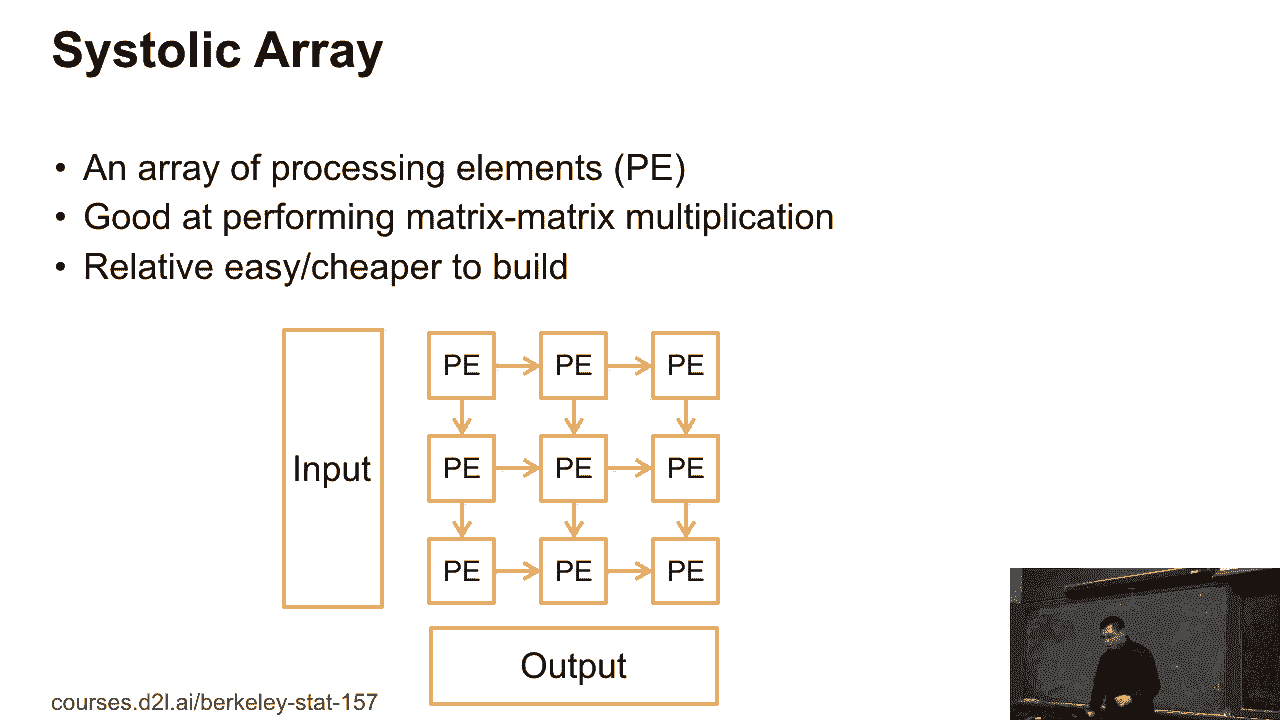 Systolic Array
• An array of processing elements (PE)
• Good at performing matrix-matrix multiplication
• Relative easy/cheaper to build
PE PE PE
Input PE PE PE
PE PE PE
Output
courses.d2l.ai/berkeley-stat-157